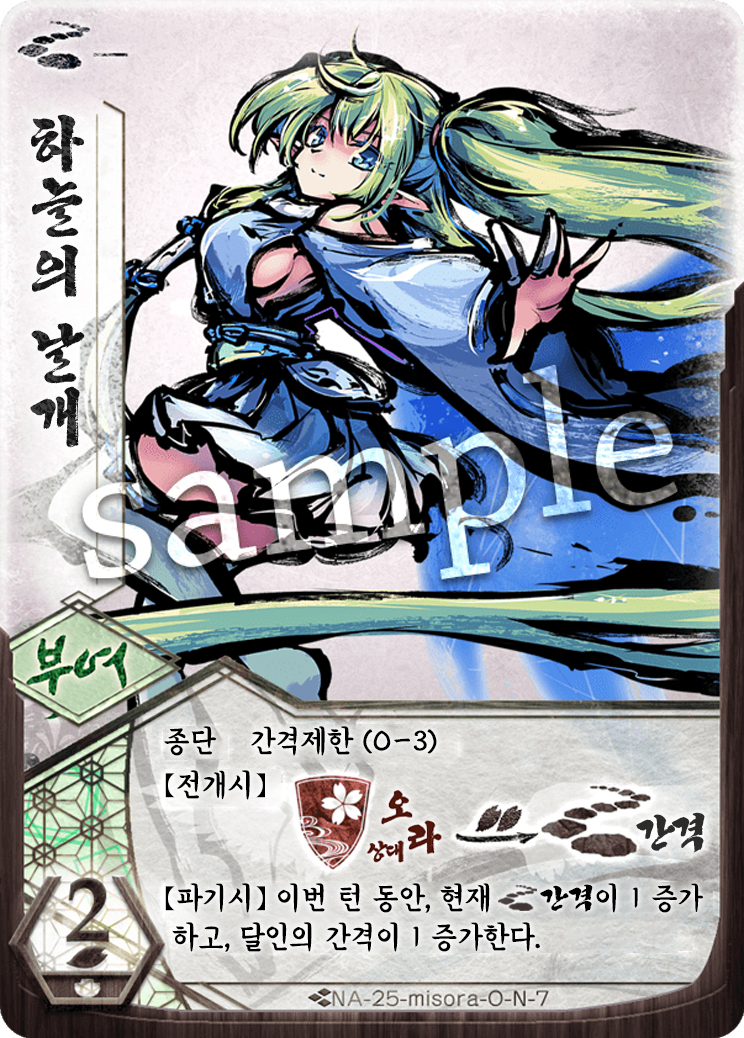 하늘의 날개
sample
부여
종단 간격제한 (0-3)
【전개시】
상대 오라
간격
【파기시】 이번 턴 동안, 현재 간격이 1 증가
하고, 달인의 간격이 1 증가한다.
2
NA-25-misora-O-N-7